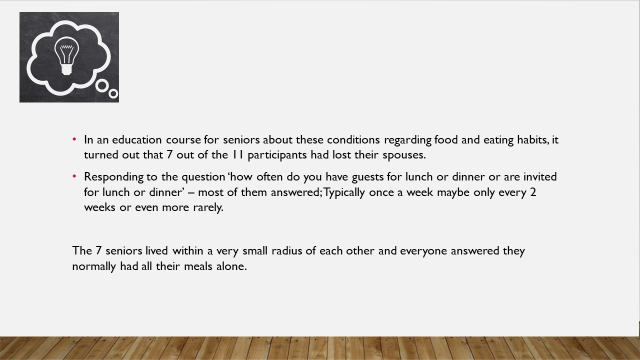 • In an education course for seniors about these conditions regarding food and eating habits, it
turned out that 7 out of the 11 participants had lost their spouses.
• Responding to the question ‘how often do you have guests for lunch or dinner or are invited
for lunch or dinner’ – most of them answered; Typically once a week maybe only every 2
weeks or even more rarely.
The 7 seniors lived within a very small radius of each other and everyone answered they
normally had all their meals alone.